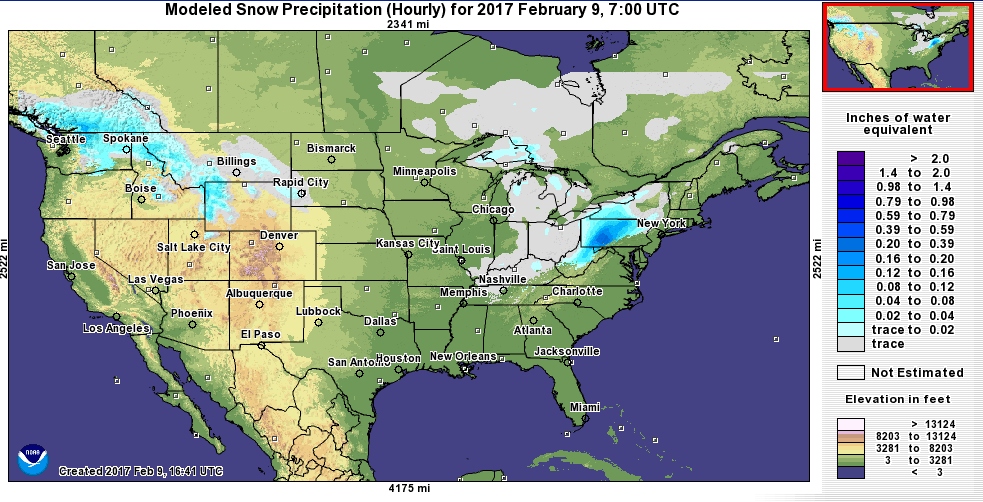 Modeled Snow Precipitation (Hourly) for 2017 February 9, 7:00 UTC
2341 mi
2522 mi
Seattle
Spokane
Billings
Bismarck
Rapid City
Minneapolis
Boise
Chicago
New York
Salt Lake City
Denver
Kansas City
Saint Louis
San Jose
Las Vegas
Nashville
Albuquerque
Memphis
Charlotte
Phoenix
Lubbock
Los Angeles
Dallas
Atlanta
El Paso
San Antonio
Houston
New Orleans
Jacksonville
Miami
noaa
Created 2017 Feb 9, 16:41 UTC
4175 mi
2522 mi
Inches of water
equivalent
> 2.0
1.4 to 2.0
0.98 to 1.4
0.79 to 0.98
0.59 to 0.79
0.39 to 0.59
0.20 to 0.39
0.16 to 0.20
0.12 to 0.16
0.08 to 0.12
0.04 to 0.08
0.02 to 0.04
trace to 0.02
trace
Not Estimated
Elevation in feet
> 13124
8203 to 13124
3281 to 8203
3 to 3281
< 3